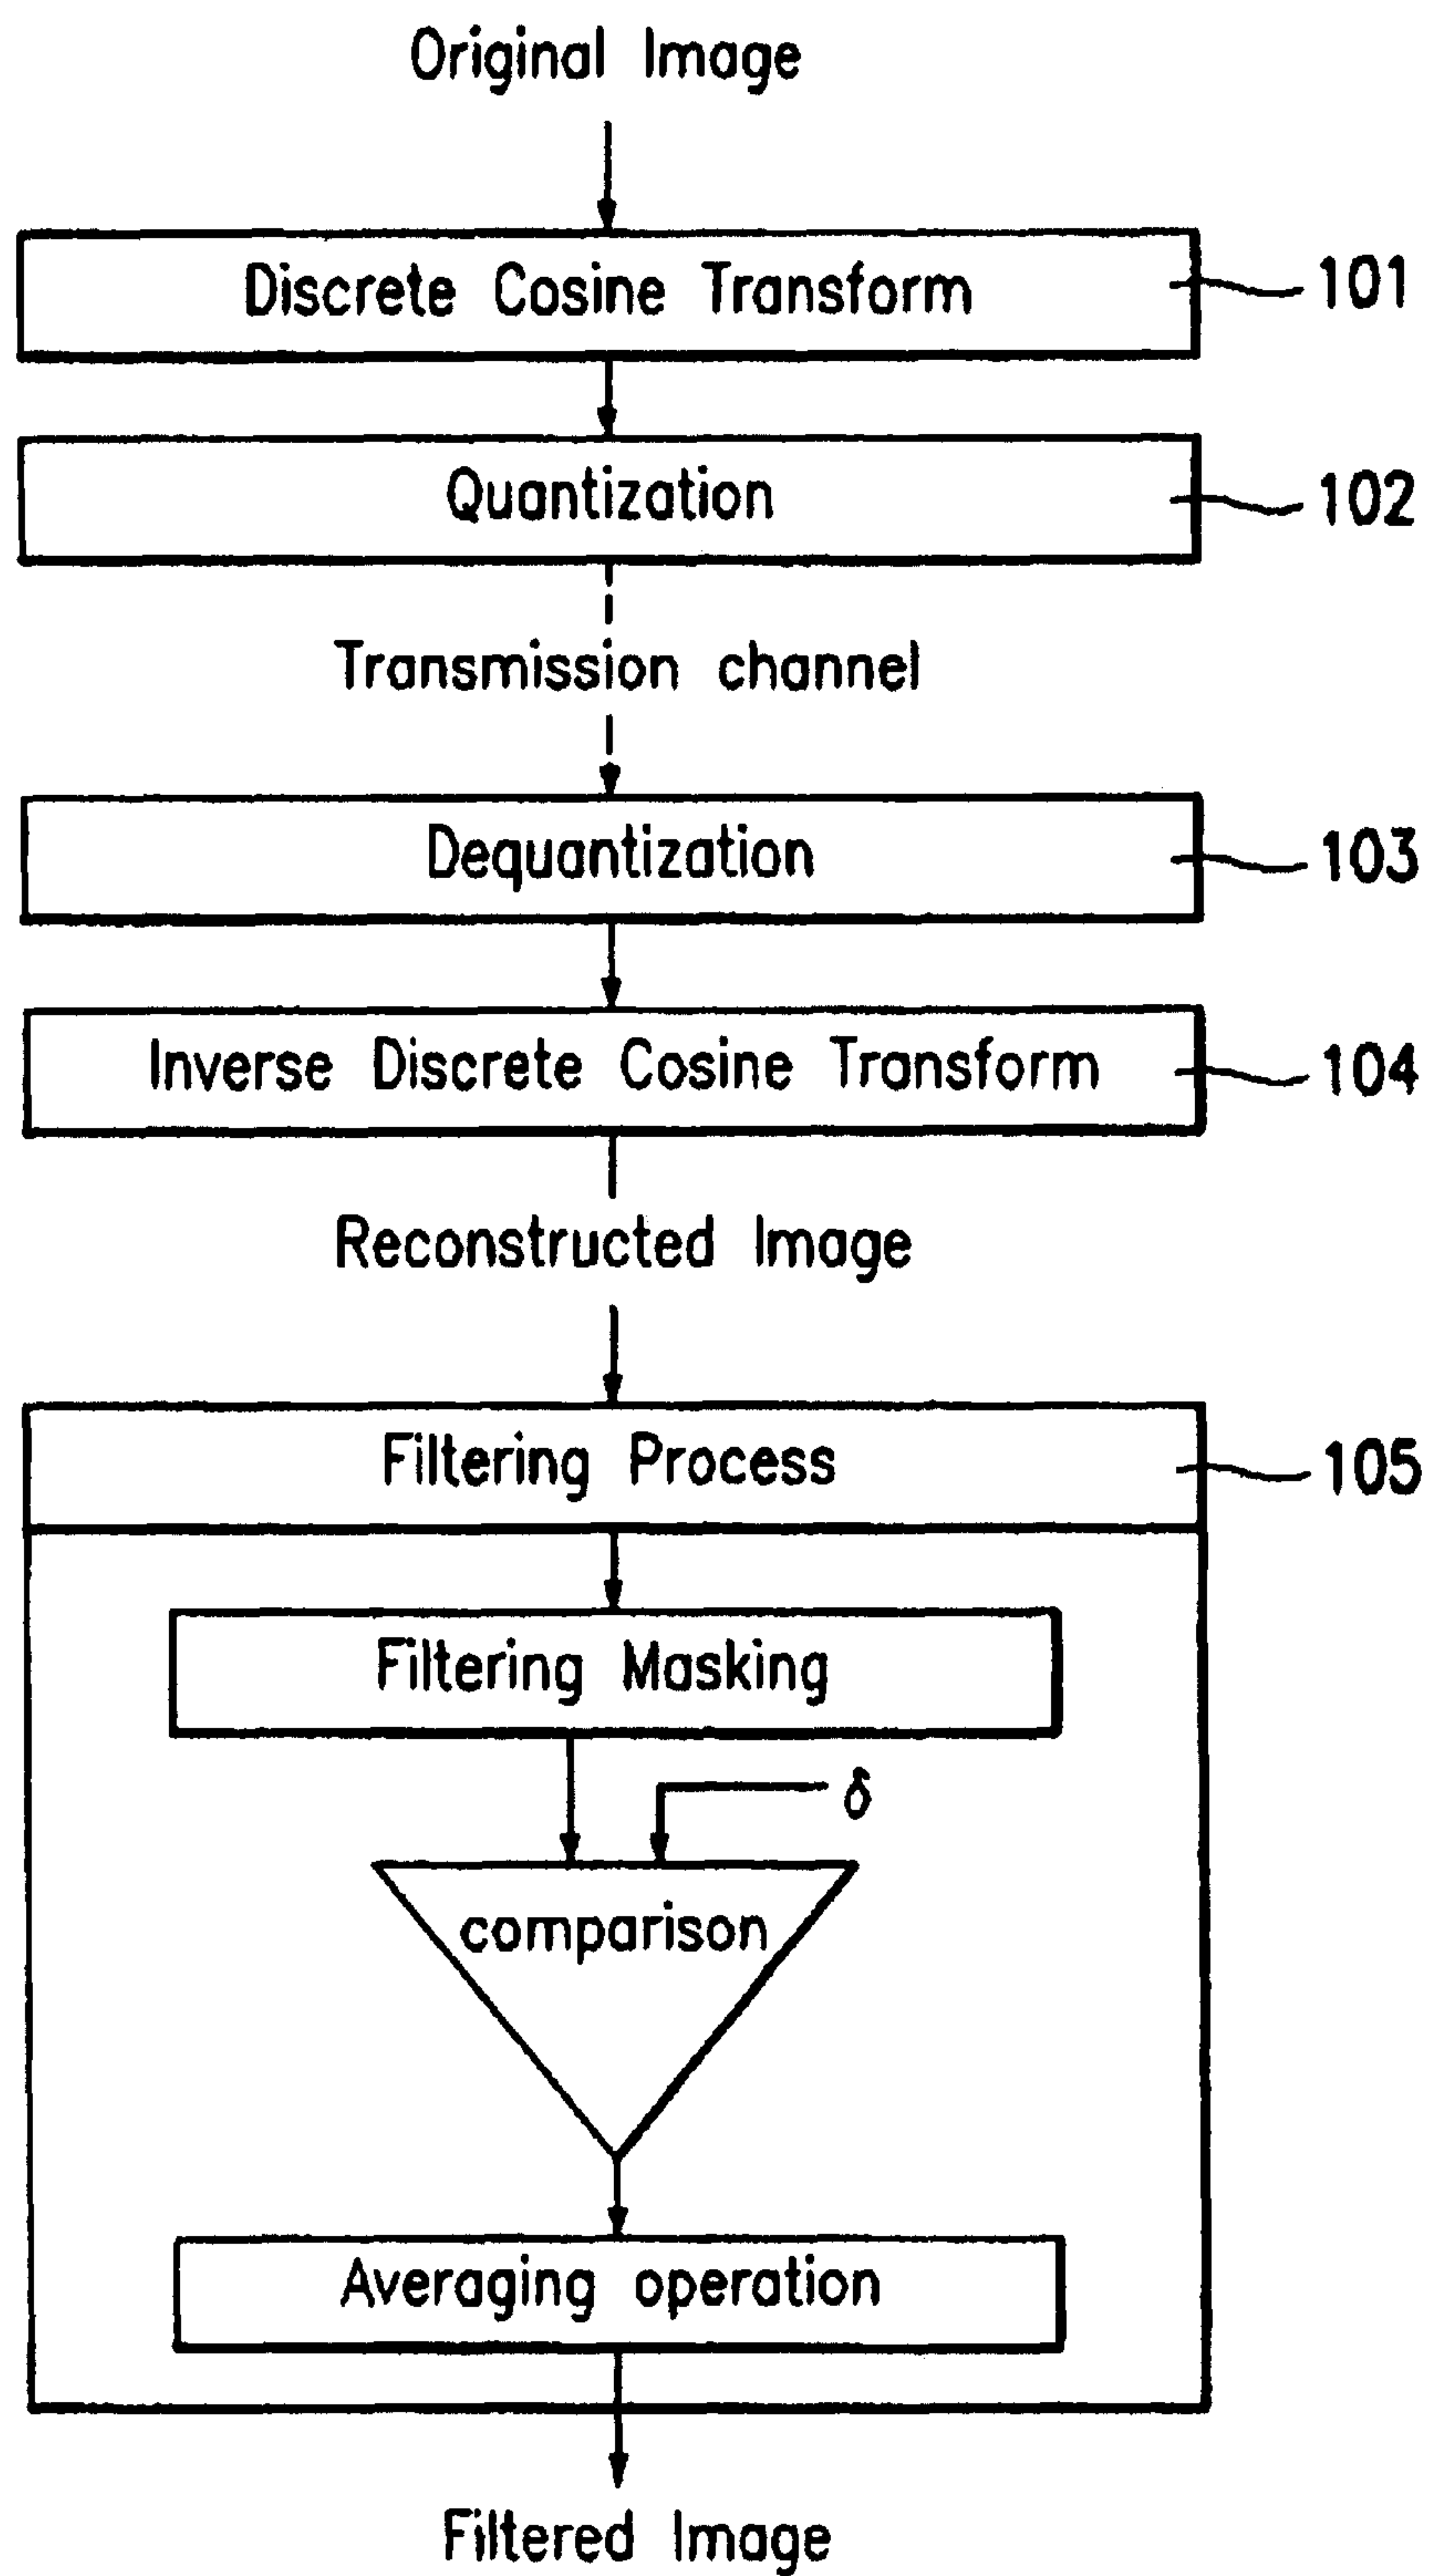 Original Image
Discrete Cosine Transform
101
Quantization
102
Transmission channel
Dequantization
103
Inverse Discrete Cosine Transform
104
Reconstructed Image
Filtering Process
105
Filtering Masking
δ
comparison
Averaging operation
Filtered Image